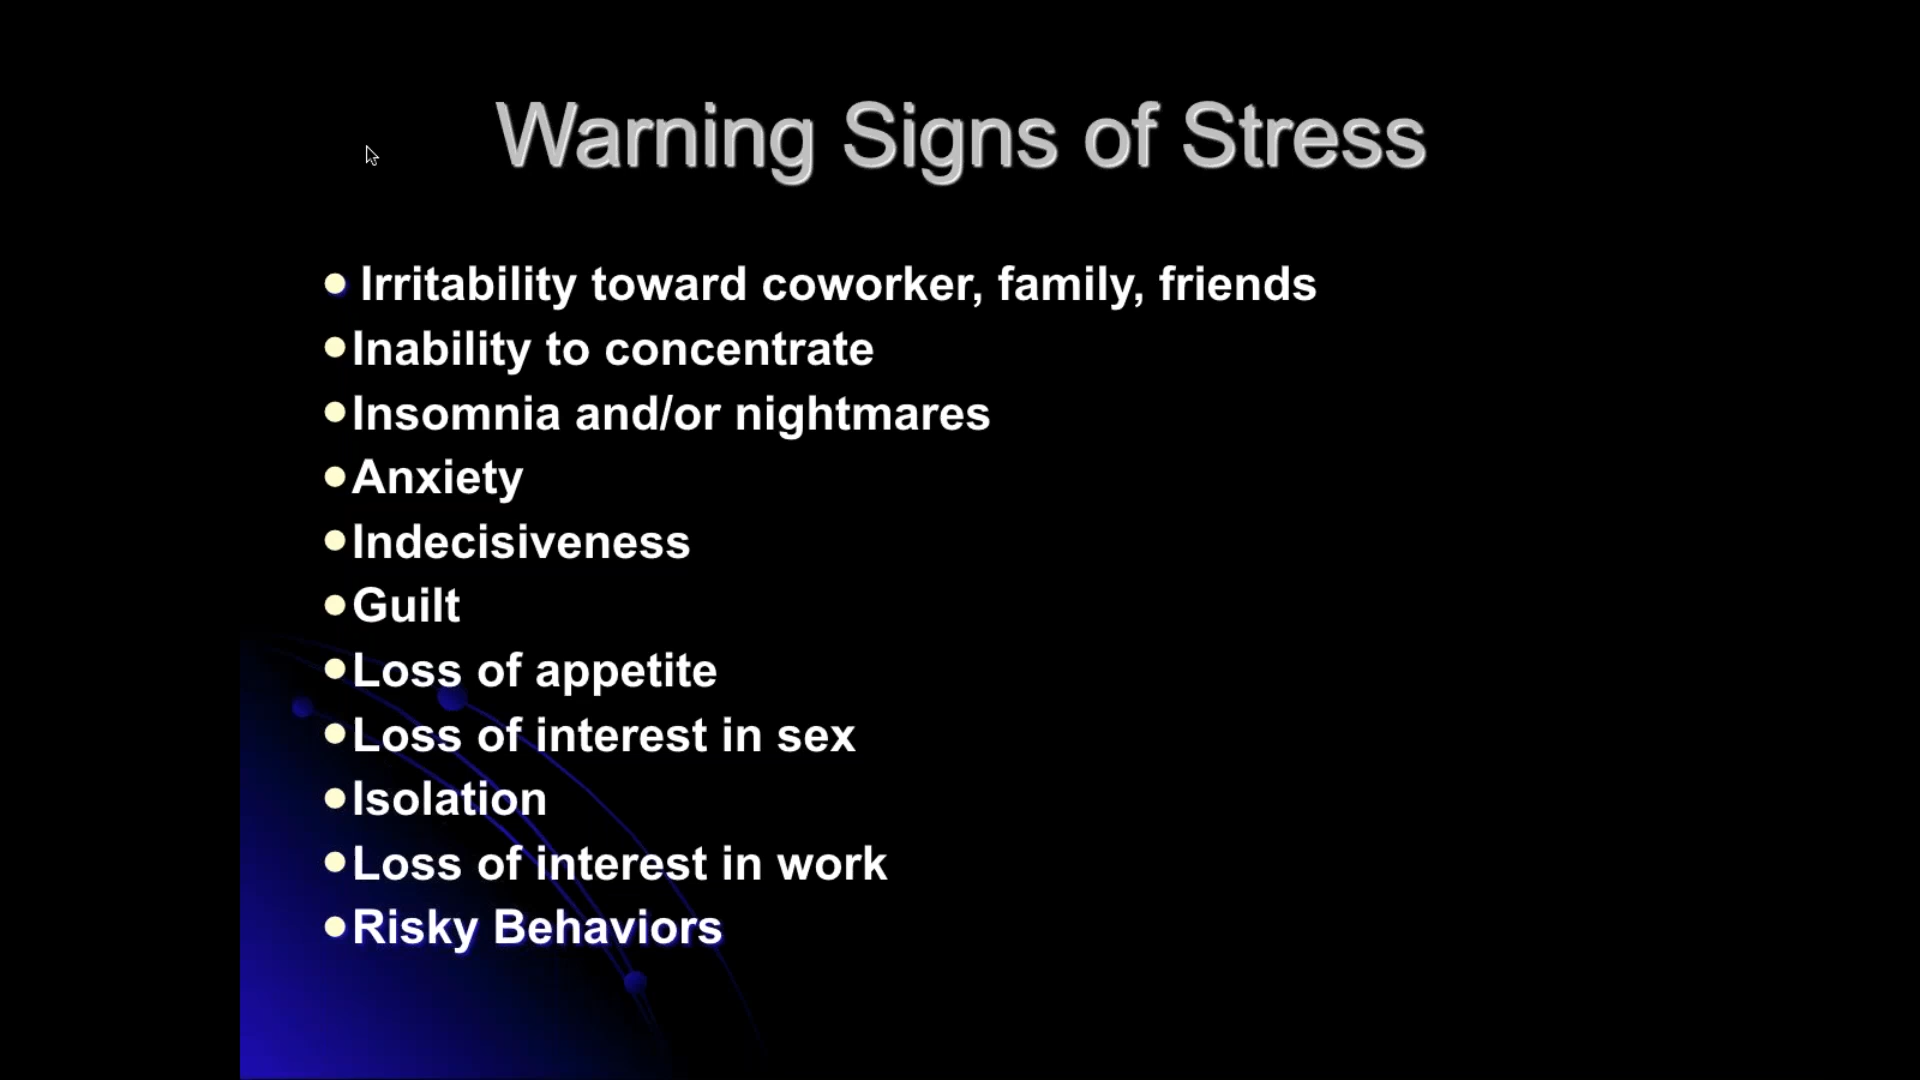 Warning Signs of Stress
● Irritability toward coworker, family, friends
● Inability to concentrate
● Insomnia and/or nightmares
● Anxiety
● Indecisiveness
● Guilt
● Loss of appetite
● Loss of interest in sex
● Isolation
● Loss of interest in work
● Risky Behaviors